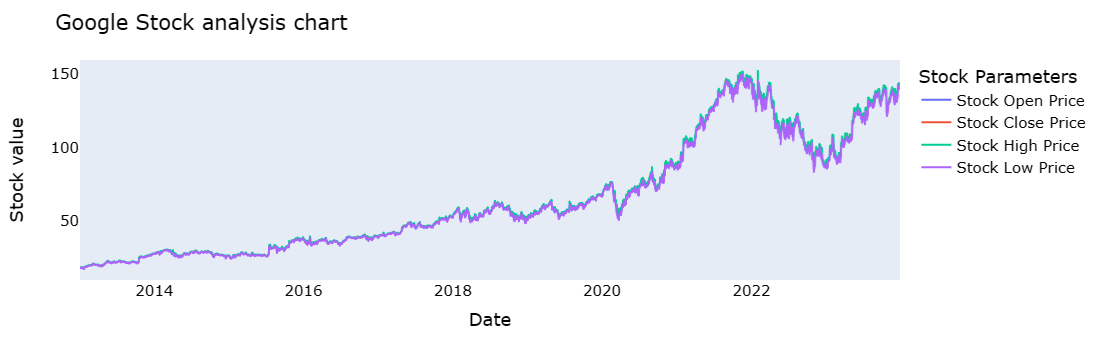 Google Stock analysis chart
Stock value
150
100
50
2014
2016
2018
2020
2022
Date
Stock Parameters
Stock Open Price
Stock Close Price
Stock High Price
Stock Low Price